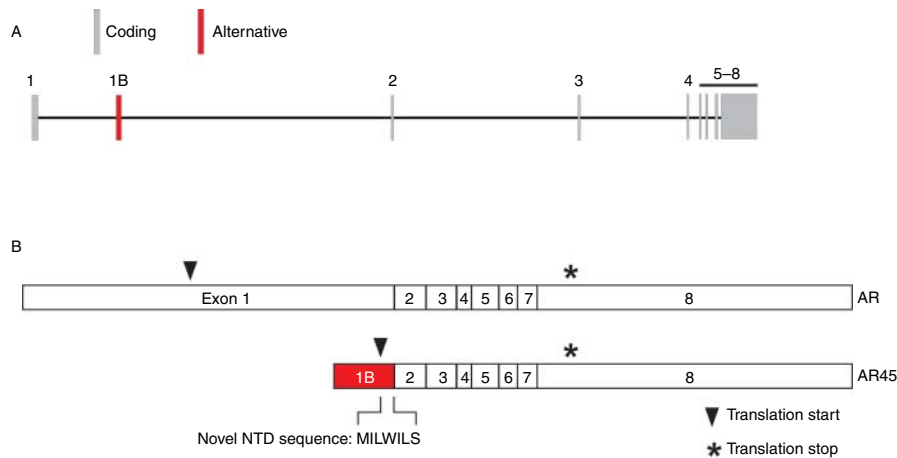 A
Coding
Alternative
1
1B
2
3
4
5–8
B
Exon 1
2
3
4
5
6
7
*
8
AR
1B
2
3
4
5
6
7
*
8
AR45
Novel NTD sequence: MILWILS
Translation start
* Translation stop